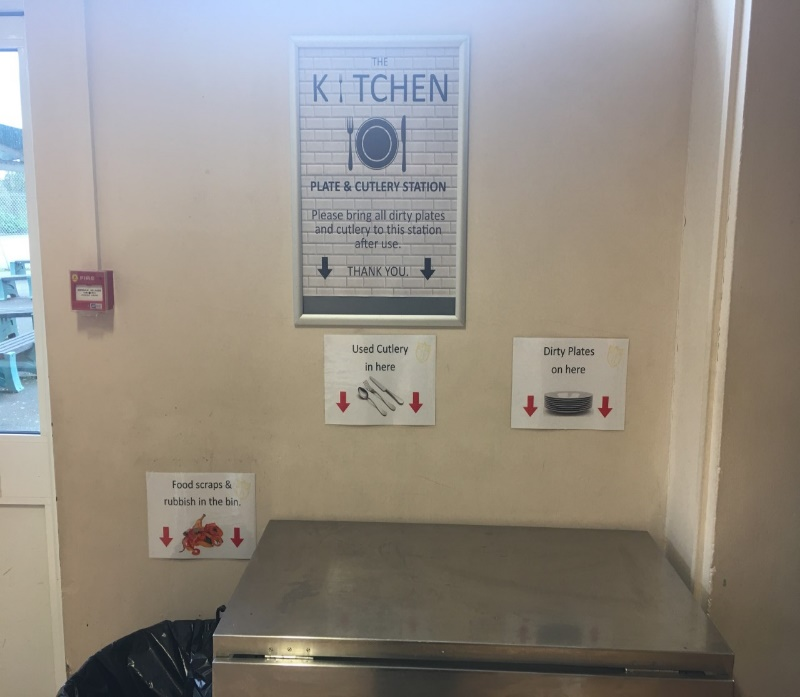 THE
KITCHEN
PLATE & CUTLERY STATION
Please bring all dirty plates
and cutlery to this station
after use.
THANK YOU.
Used Cutlery
in here
Dirty Plates
on here
Food scraps &
rubbish in the bin.